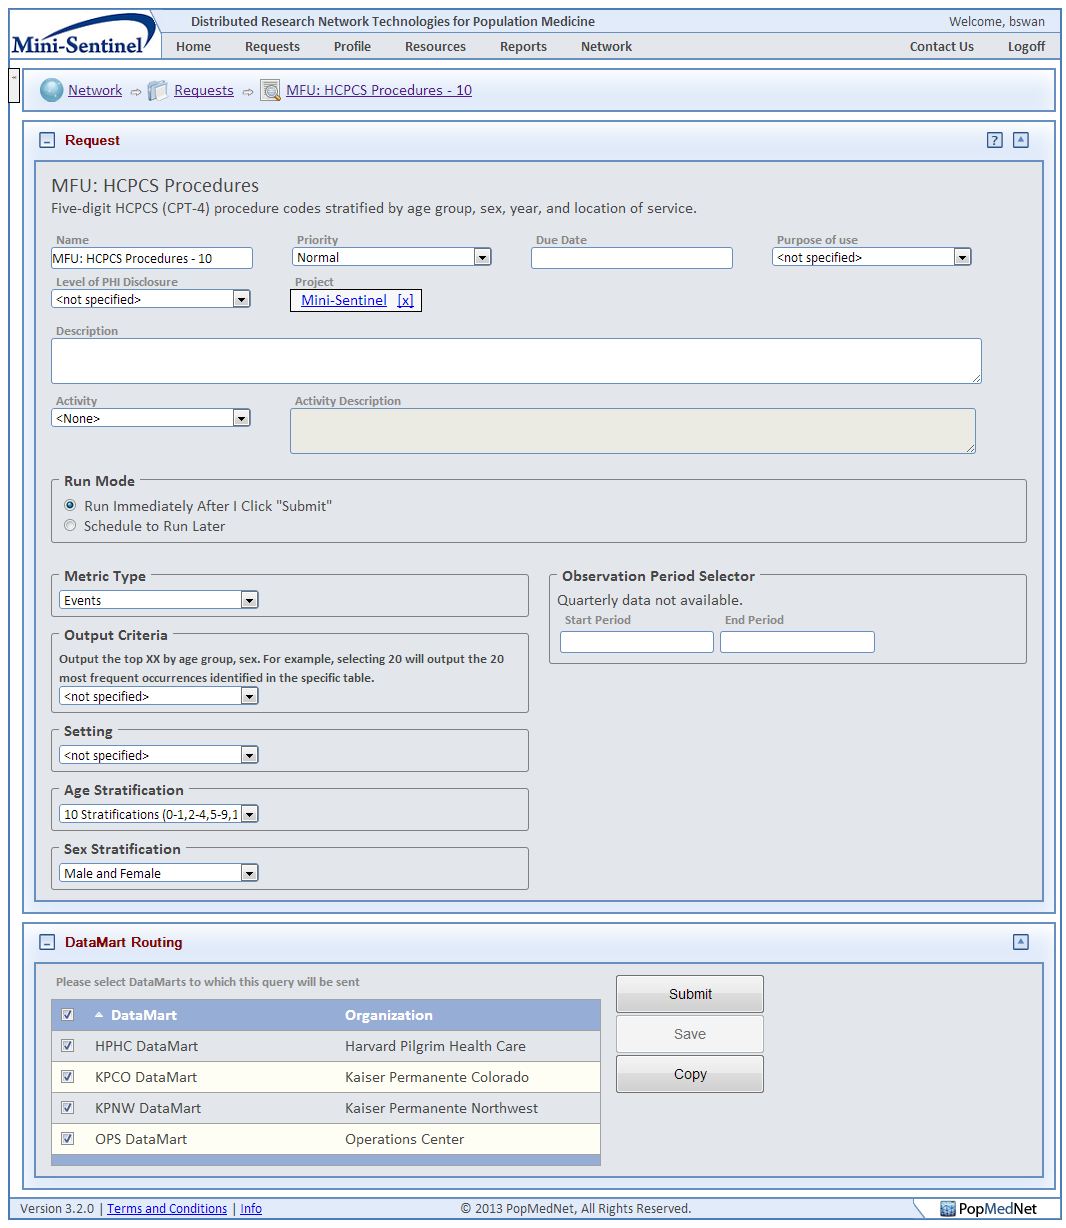 Mini-Sentinel
Distributed Research Network Technologies for Population Medicine
Welcome, bswan
Home Requests Profile Resources Reports Network Contact Us Logoff
Network Requests MFU: HCPCS Procedures - 10
Request
?
MFU: HCPCS Procedures
Five-digit HCPCS (CPT-4) procedure codes stratified by age group, sex, year, and location of service.
Name Priority Due Date Purpose of use
MFU: HCPCS Procedures - 10 Normal <not specified>
Level of PHI Disclosure Project
<not specified> Mini-Sentinel [x]
Description
Activity Activity Description
<None>
Run Mode
Run Immediately After I Click "Submit"
Schedule to Run Later
Metric Type
Events
Observation Period Selector
Quarterly data not available.
Start Period End Period
Output Criteria
Output the top XX by age group, sex. For example, selecting 20 will output the 20
most frequent occurrences identified in the specific table.
<not specified>
Setting
<not specified>
Age Stratification
10 Stratifications (0-1,2-4,5-9,1
Sex Stratification
Male and Female
DataMart Routing
Please select DataMarts to which this query will be sent
DataMart Organization
HPHC DataMart Harvard Pilgrim Health Care
KPCO DataMart Kaiser Permanente Colorado
KPNW DataMart Kaiser Permanente Northwest
OPS DataMart Operations Center
Submit
Save
Copy
Version 3.2.0 | Terms and Conditions | Info
© 2013 PopMedNet, All Rights Reserved.
PopMedNet